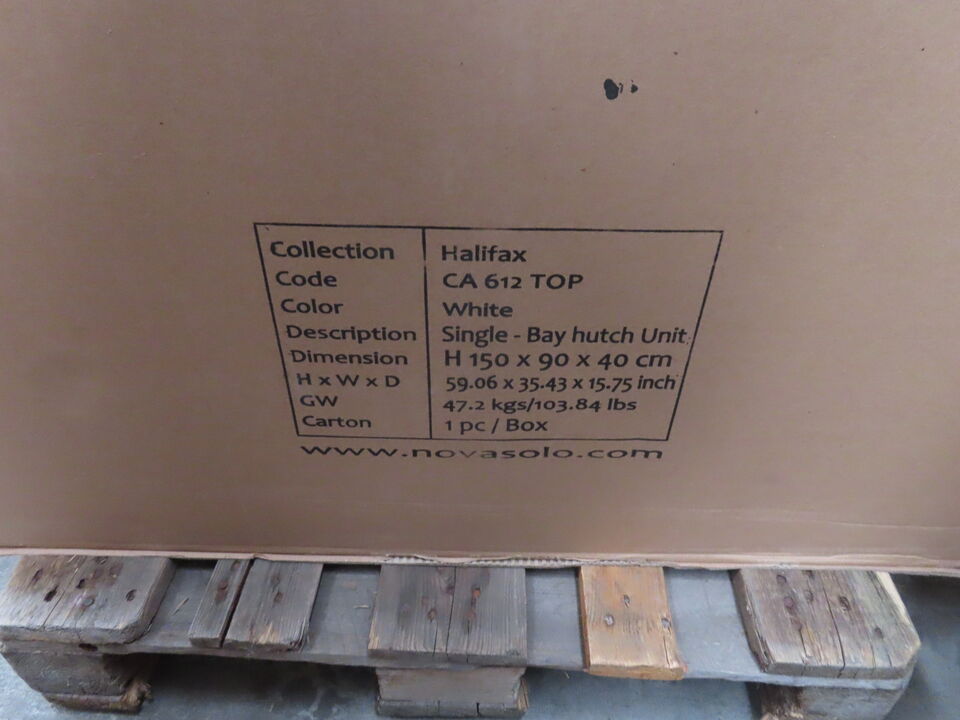 Collection Halifax
Code CA 612 TOP
Color White
Description Single - Bay hutch Unit
Dimension H 150 x 90 x 40 cm
H x W x D 59.06 x 35.43 x 15.75 inch
GW 47.2 kgs/103.84 lbs
Carton 1 pc / Box
www.novasolo.com